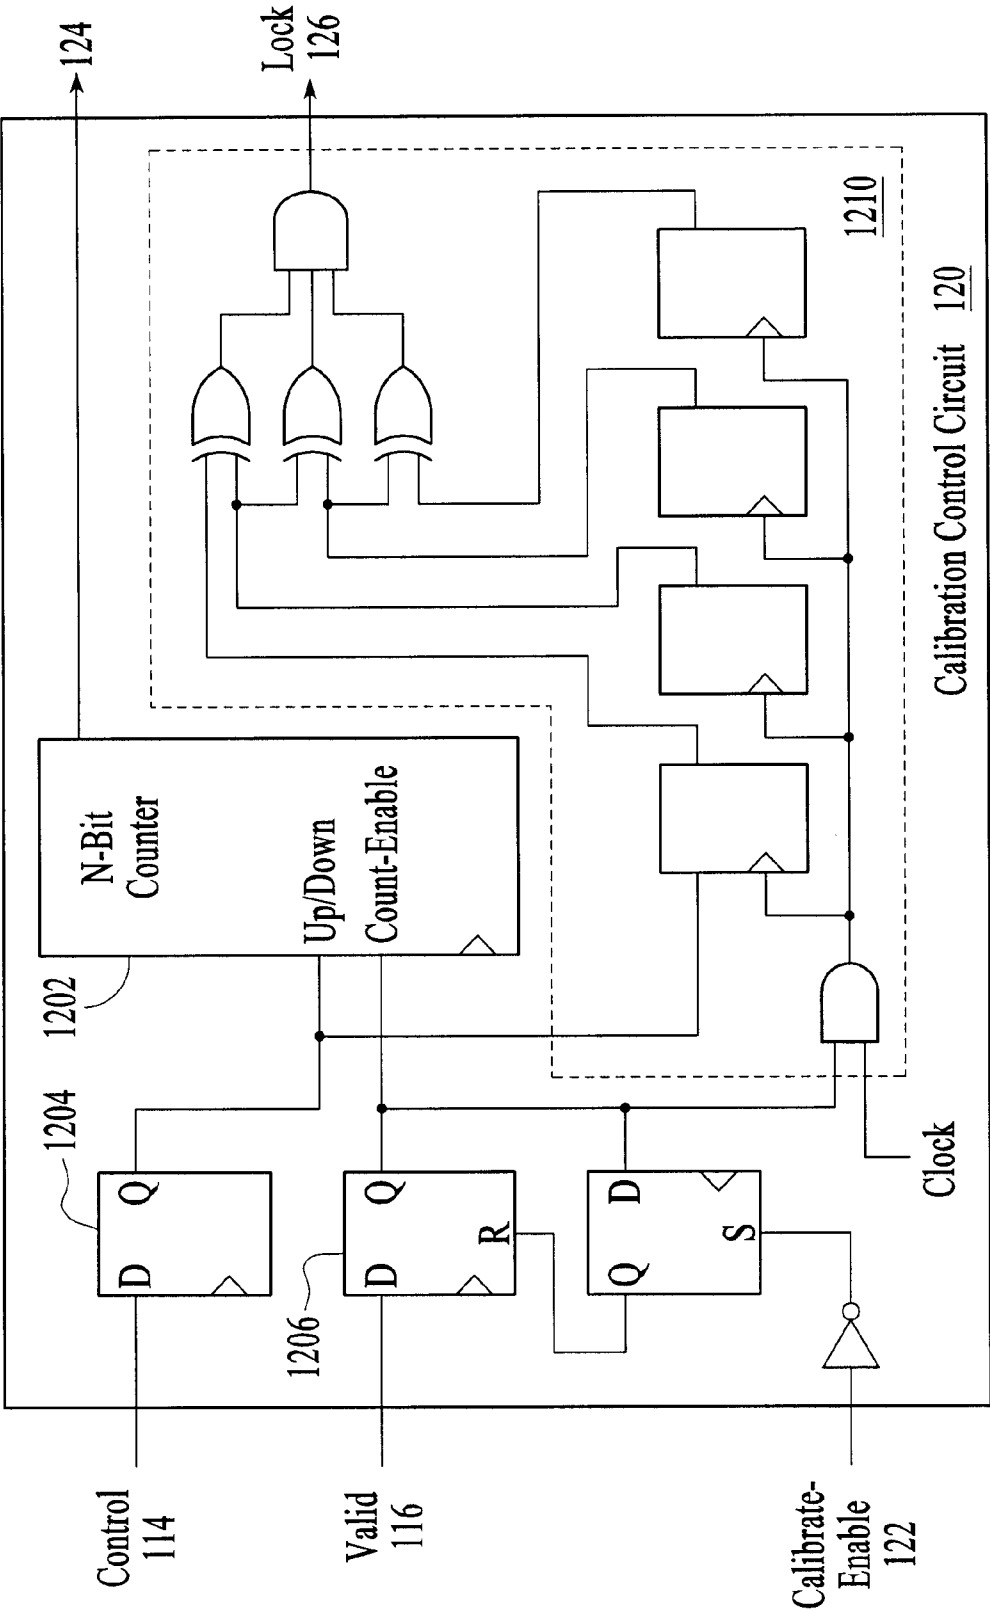 Control
114
Valid
116
Calibrate-
Enable
122
1204
D
Q
1206
D
Q
R
Q
D
S
Clock
1202
N-Bit
Counter
Up/Down
Count-Enable
124
Lock
126
1210
Calibration Control Circuit 120